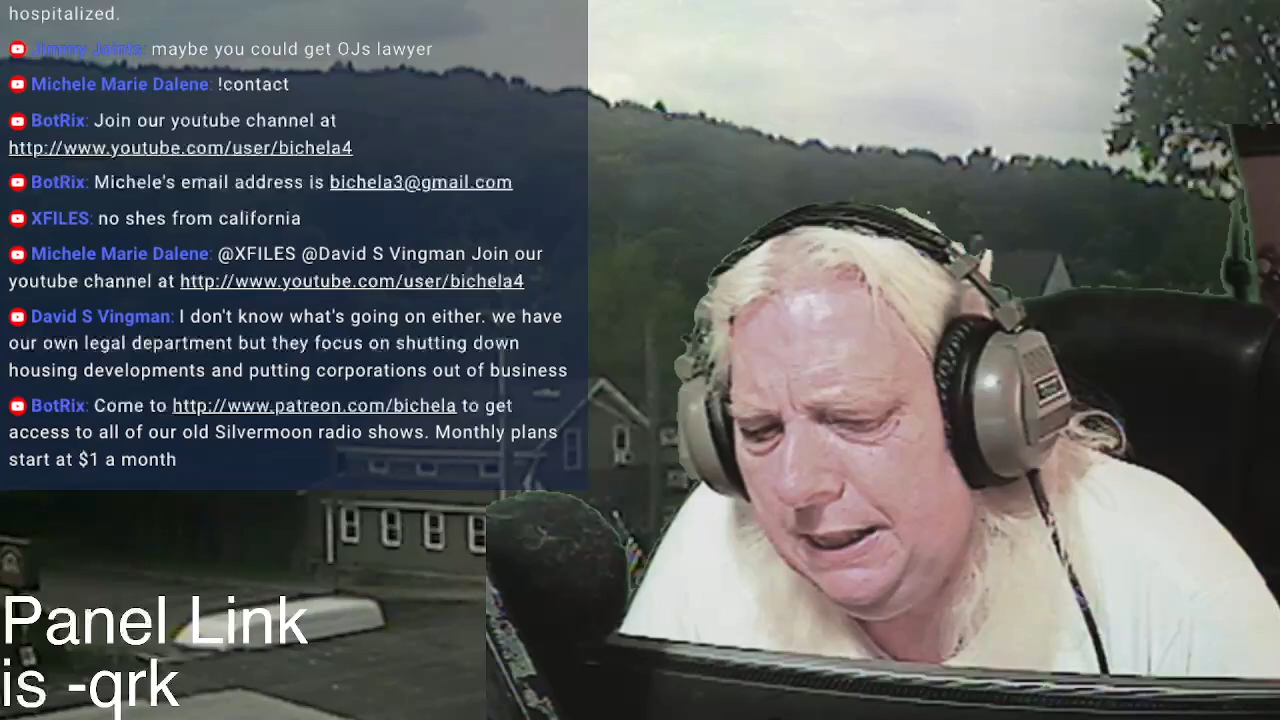 hospitalized.
Jimmy Joints: maybe you could get OJs lawyer
Michele Marie Dalene: !contact
BotRix: Join our youtube channel at
http://www.youtube.com/user/bichela4
BotRix: Michele's email address is bichela3@gmail.com
XFILES: no shes from california
Michele Marie Dalene: @XFILES @David S Vingman Join our
youtube channel at http://www.youtube.com/user/bichela4
David S Vingman: I don't know what's going on either. we have
our own legal department but they focus on shutting down
housing developments and putting corporations out of business
BotRix: Come to http://www.patreon.com/bichela to get
access to all of our old Silvermoon radio shows. Monthly plans
start at $1 a month
Panel Link
is -qrk